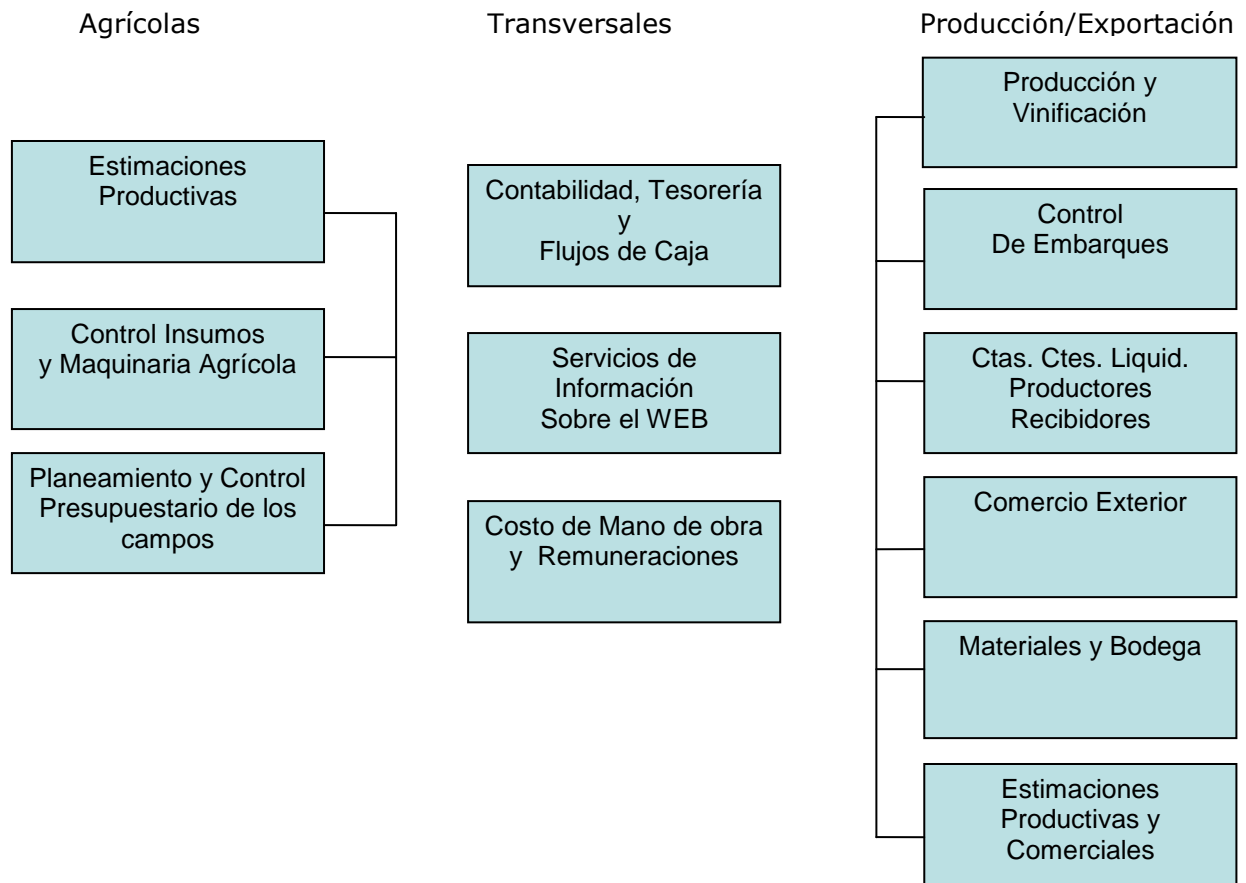 Agrícolas
Estimaciones
Productivas
Control Insumos
y Maquinaria Agrícola
Planeamiento y Control
Presupuestario de los
campos
Transversales
Contabilidad, Tesorería
y
Flujos de Caja
Servicios de
Información
Sobre el WEB
Costo de Mano de obra
y Remuneraciones
Producción/Exportación
Producción y
Vinificación
Control
De Embarques
Ctas. Ctes. Liquid.
Productores
Recibidores
Comercio Exterior
Materiales y Bodega
Estimaciones
Productivas y
Comerciales